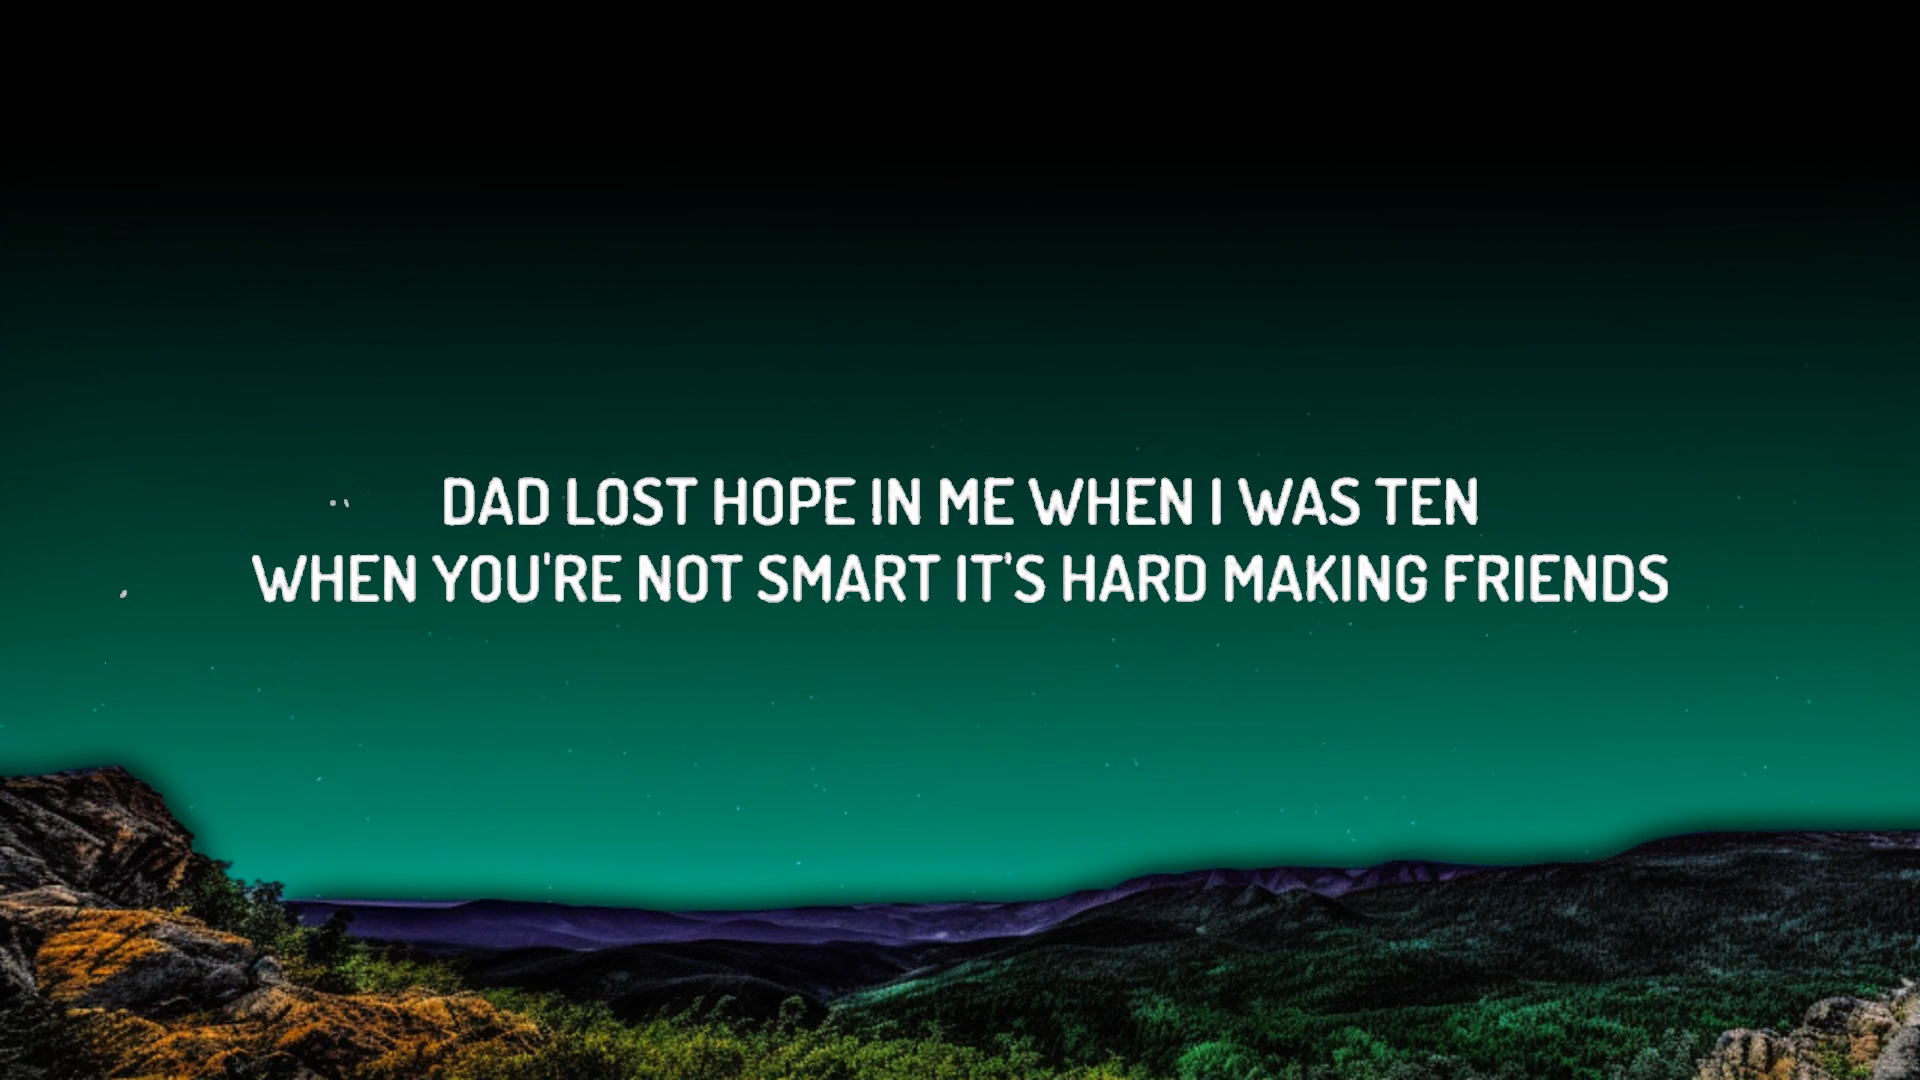 DAD LOST HOPE IN ME WHEN I WAS TEN
WHEN YOU'RE NOT SMART IT'S HARD MAKING FRIENDS